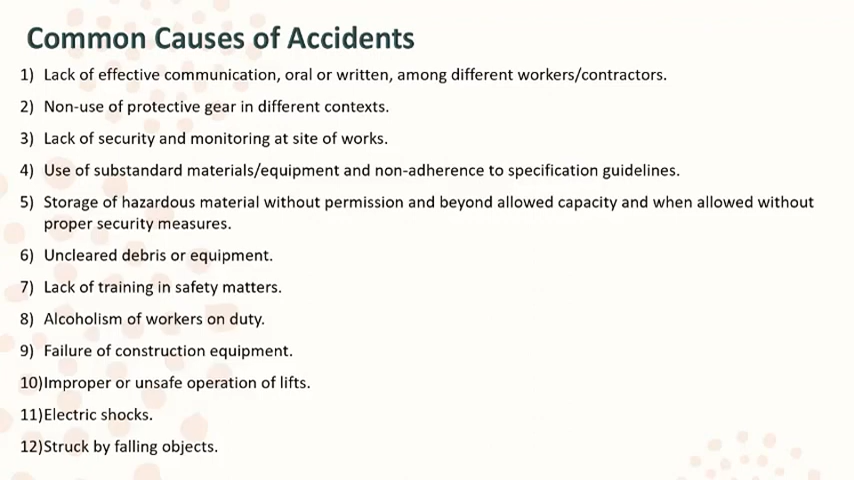 Common Causes of Accidents
1) Lack of effective communication, oral or written, among different workers/contractors.
2) Non-use of protective gear in different contexts.
3) Lack of security and monitoring at site of works.
4) Use of substandard materials/equipment and non-adherence to specification guidelines.
5) Storage of hazardous material without permission and beyond allowed capacity and when allowed without
proper security measures.
6) Uncleared debris or equipment.
7) Lack of training in safety matters.
8) Alcoholism of workers on duty.
9) Failure of construction equipment.
10)Improper or unsafe operation of lifts.
11)Electric shocks.
12)Struck by falling objects.